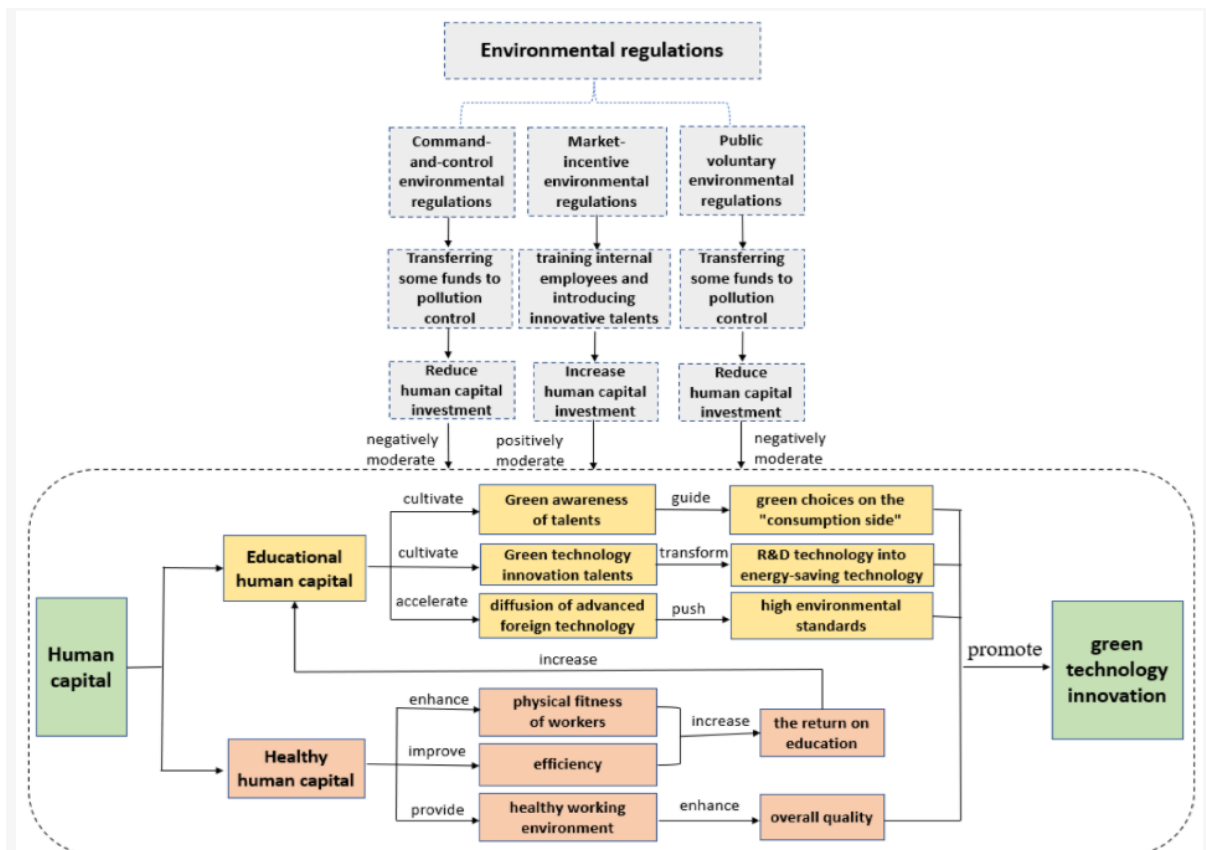 Environmental regulations
Command-
and-control
environmental
regulations
Market-
incentive
environmental
regulations
Public
voluntary
environmental
regulations
Transferring
some funds to
pollution
control
training internal
employees and
introducing
innovative talents
Transferring
some funds to
pollution
control
Reduce
human capital
investment
Increase
human capital
investment
Reduce
human capital
investment
negatively
moderate
positively
moderate
negatively
moderate
Human
capital
Educational
human capital
cultivate
Green awareness
of talents
guide
green choices on the
"consumption side"
cultivate
Green technology
innovation talents
transform
R&D technology into
energy-saving technology
accelerate
diffusion of advanced
foreign technology
push
high environmental
standards
increase
Healthy
human capital
enhance
physical fitness
of workers
improve
efficiency
increase
the return on
education
provide
healthy working
environment
enhance
overall quality
promote
green
technology
innovation